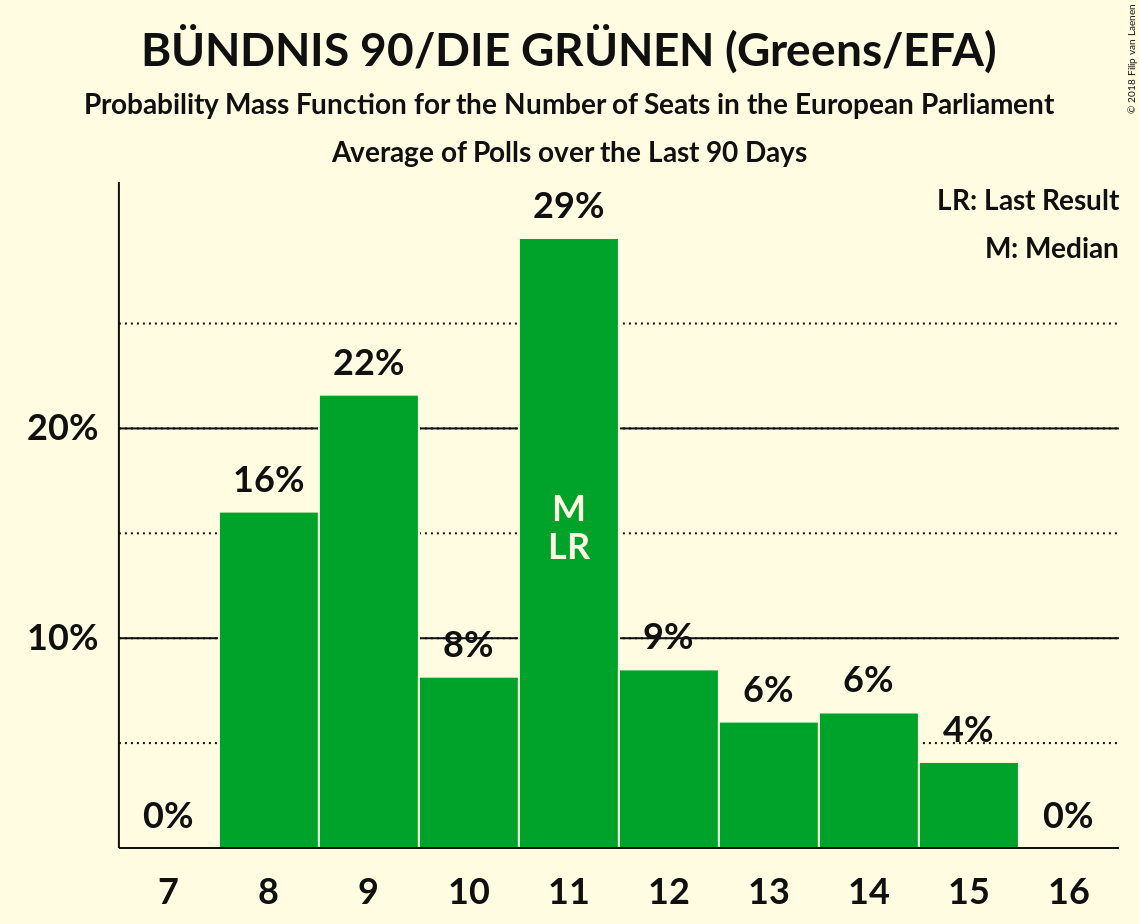 BÜNDNIS 90/DIE GRÜNEN (Greens/EFA)
Probability Mass Function for the Number of Seats in the European Parliament
Average of Polls over the Last 90 Days
© 2018 Filip van Laenen
LR: Last Result
M: Median
20%
10%
0%
16%
22%
8%
29%
M
LR
9%
6%
6%
4%
0%
7 8 9 10 11 12 13 14 15 16